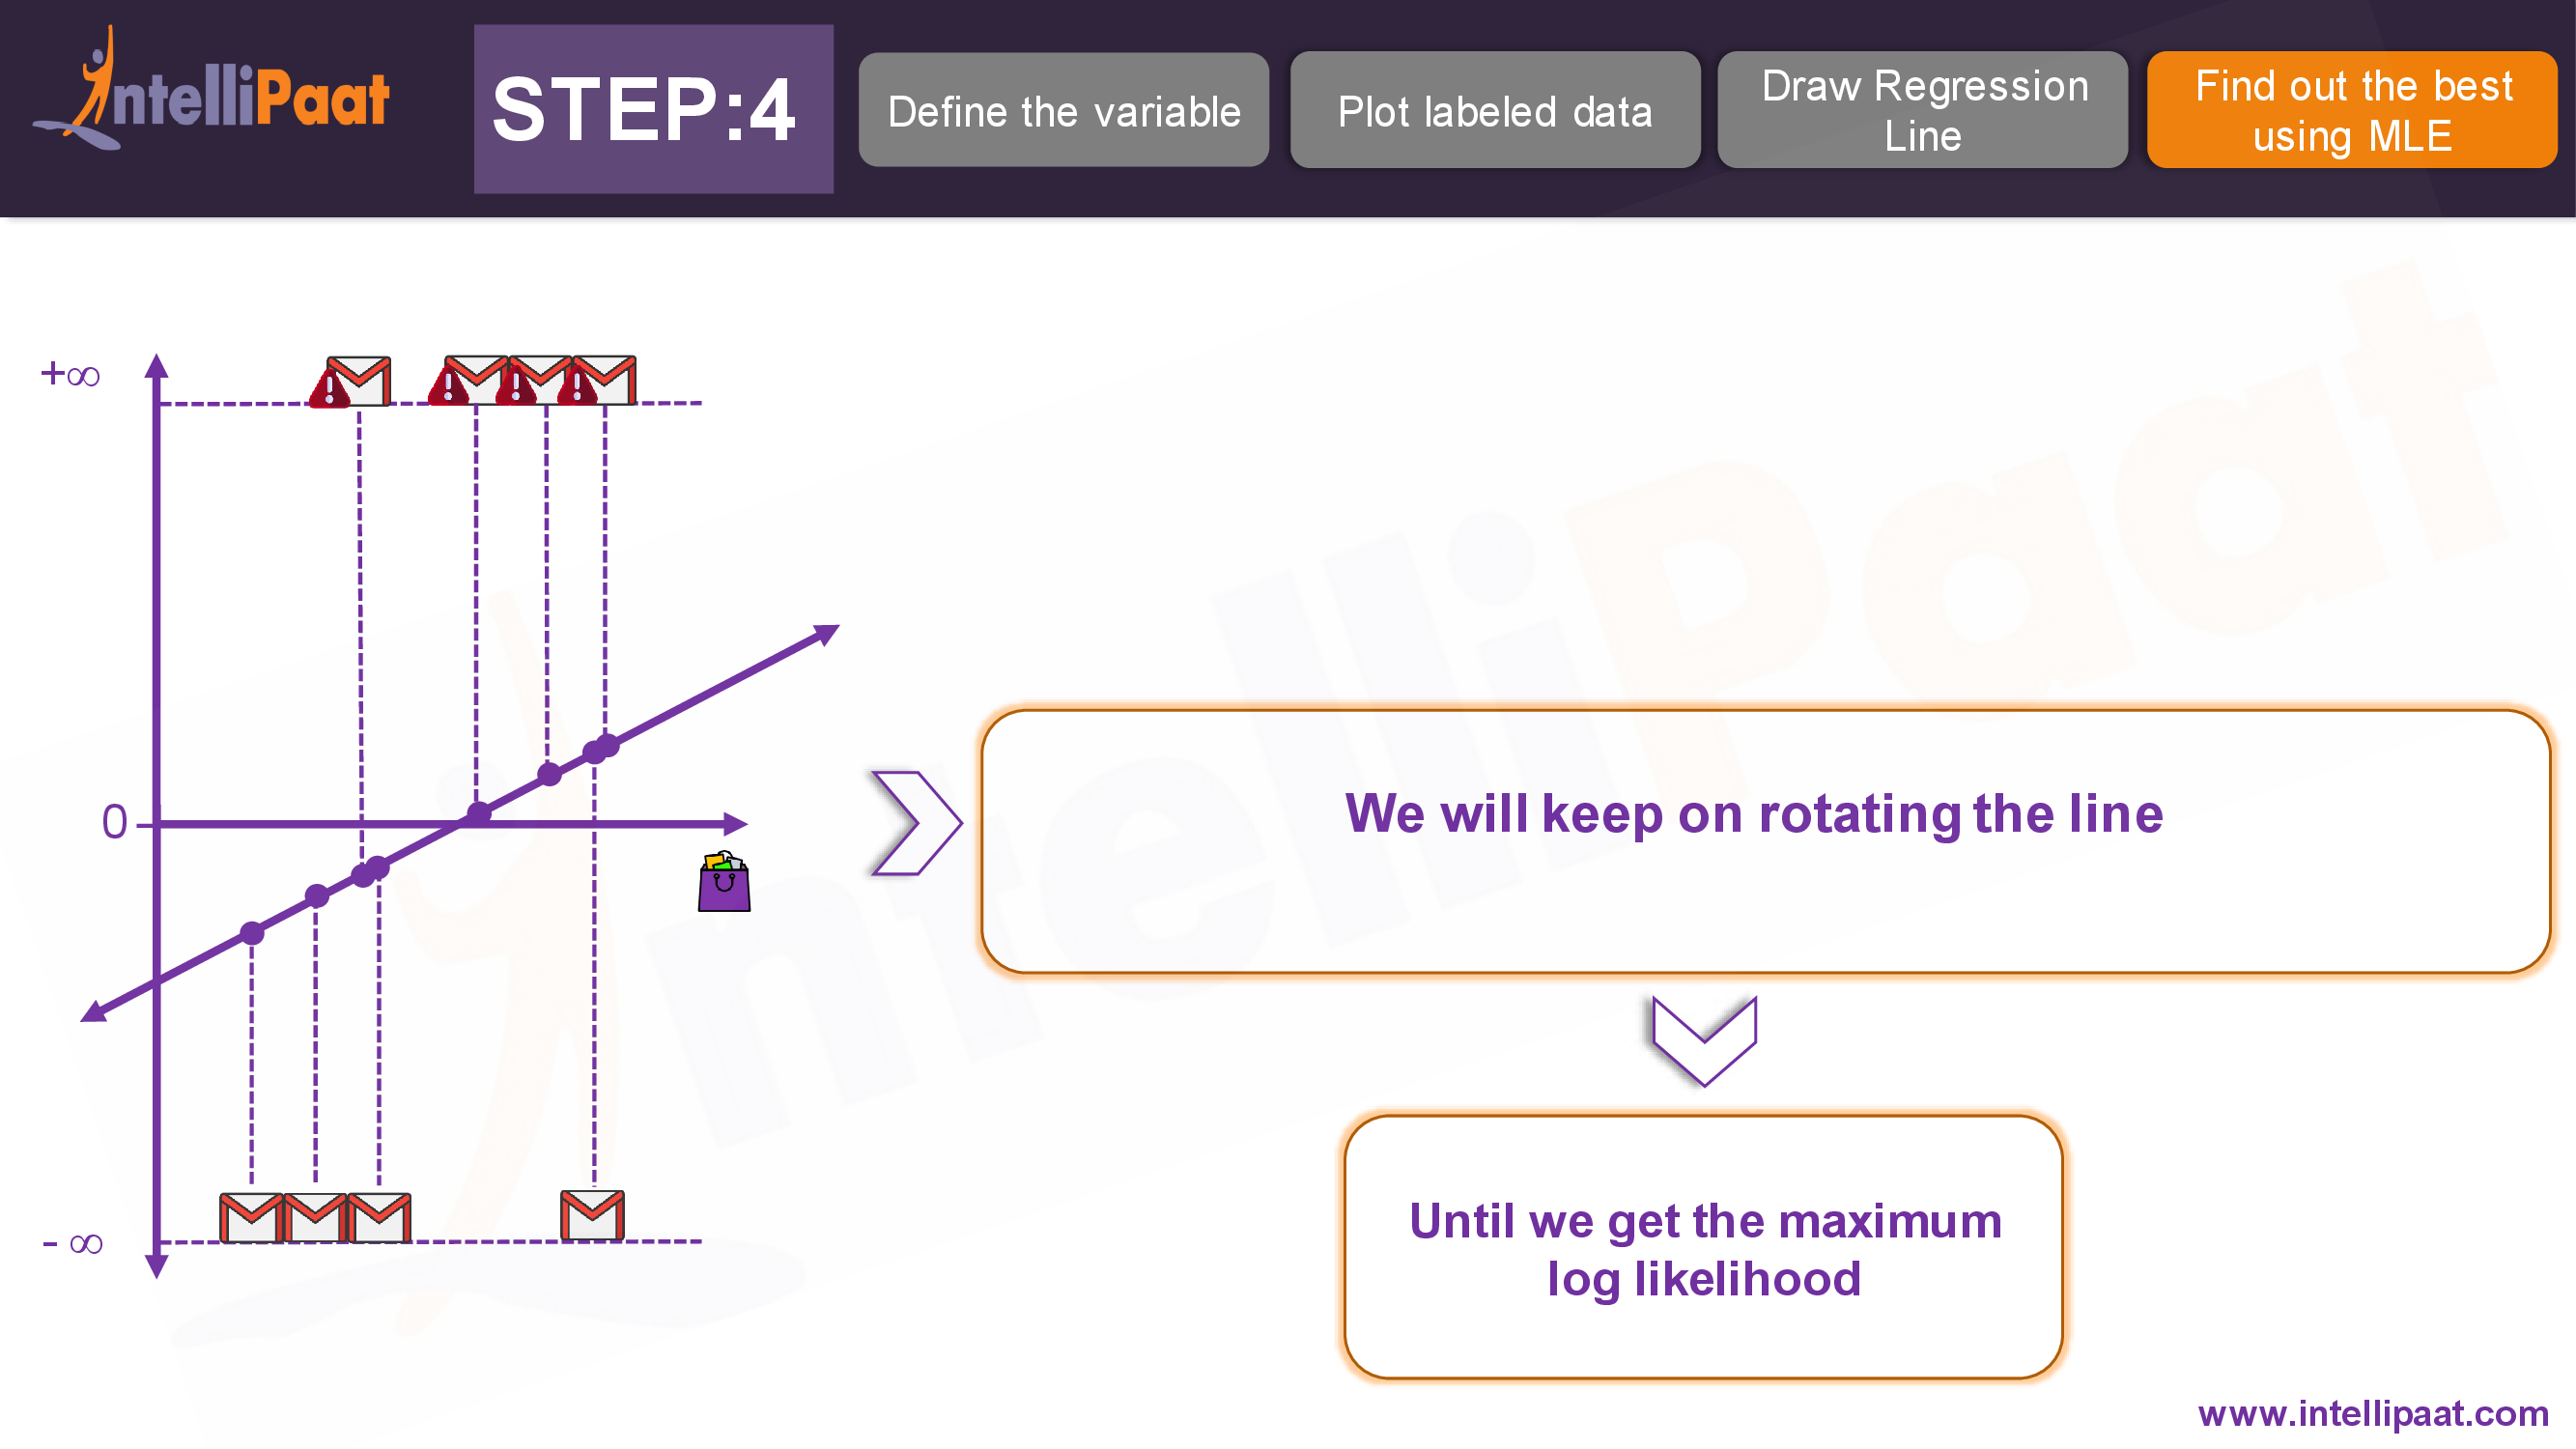 IntelliPaat
STEP:4
Define the variable
Plot labeled data
Draw Regression
Line
Find out the best
using MLE
+∞
0
- ∞
We will keep on rotating the line
Until we get the maximum
log likelihood
www.intellipaat.com